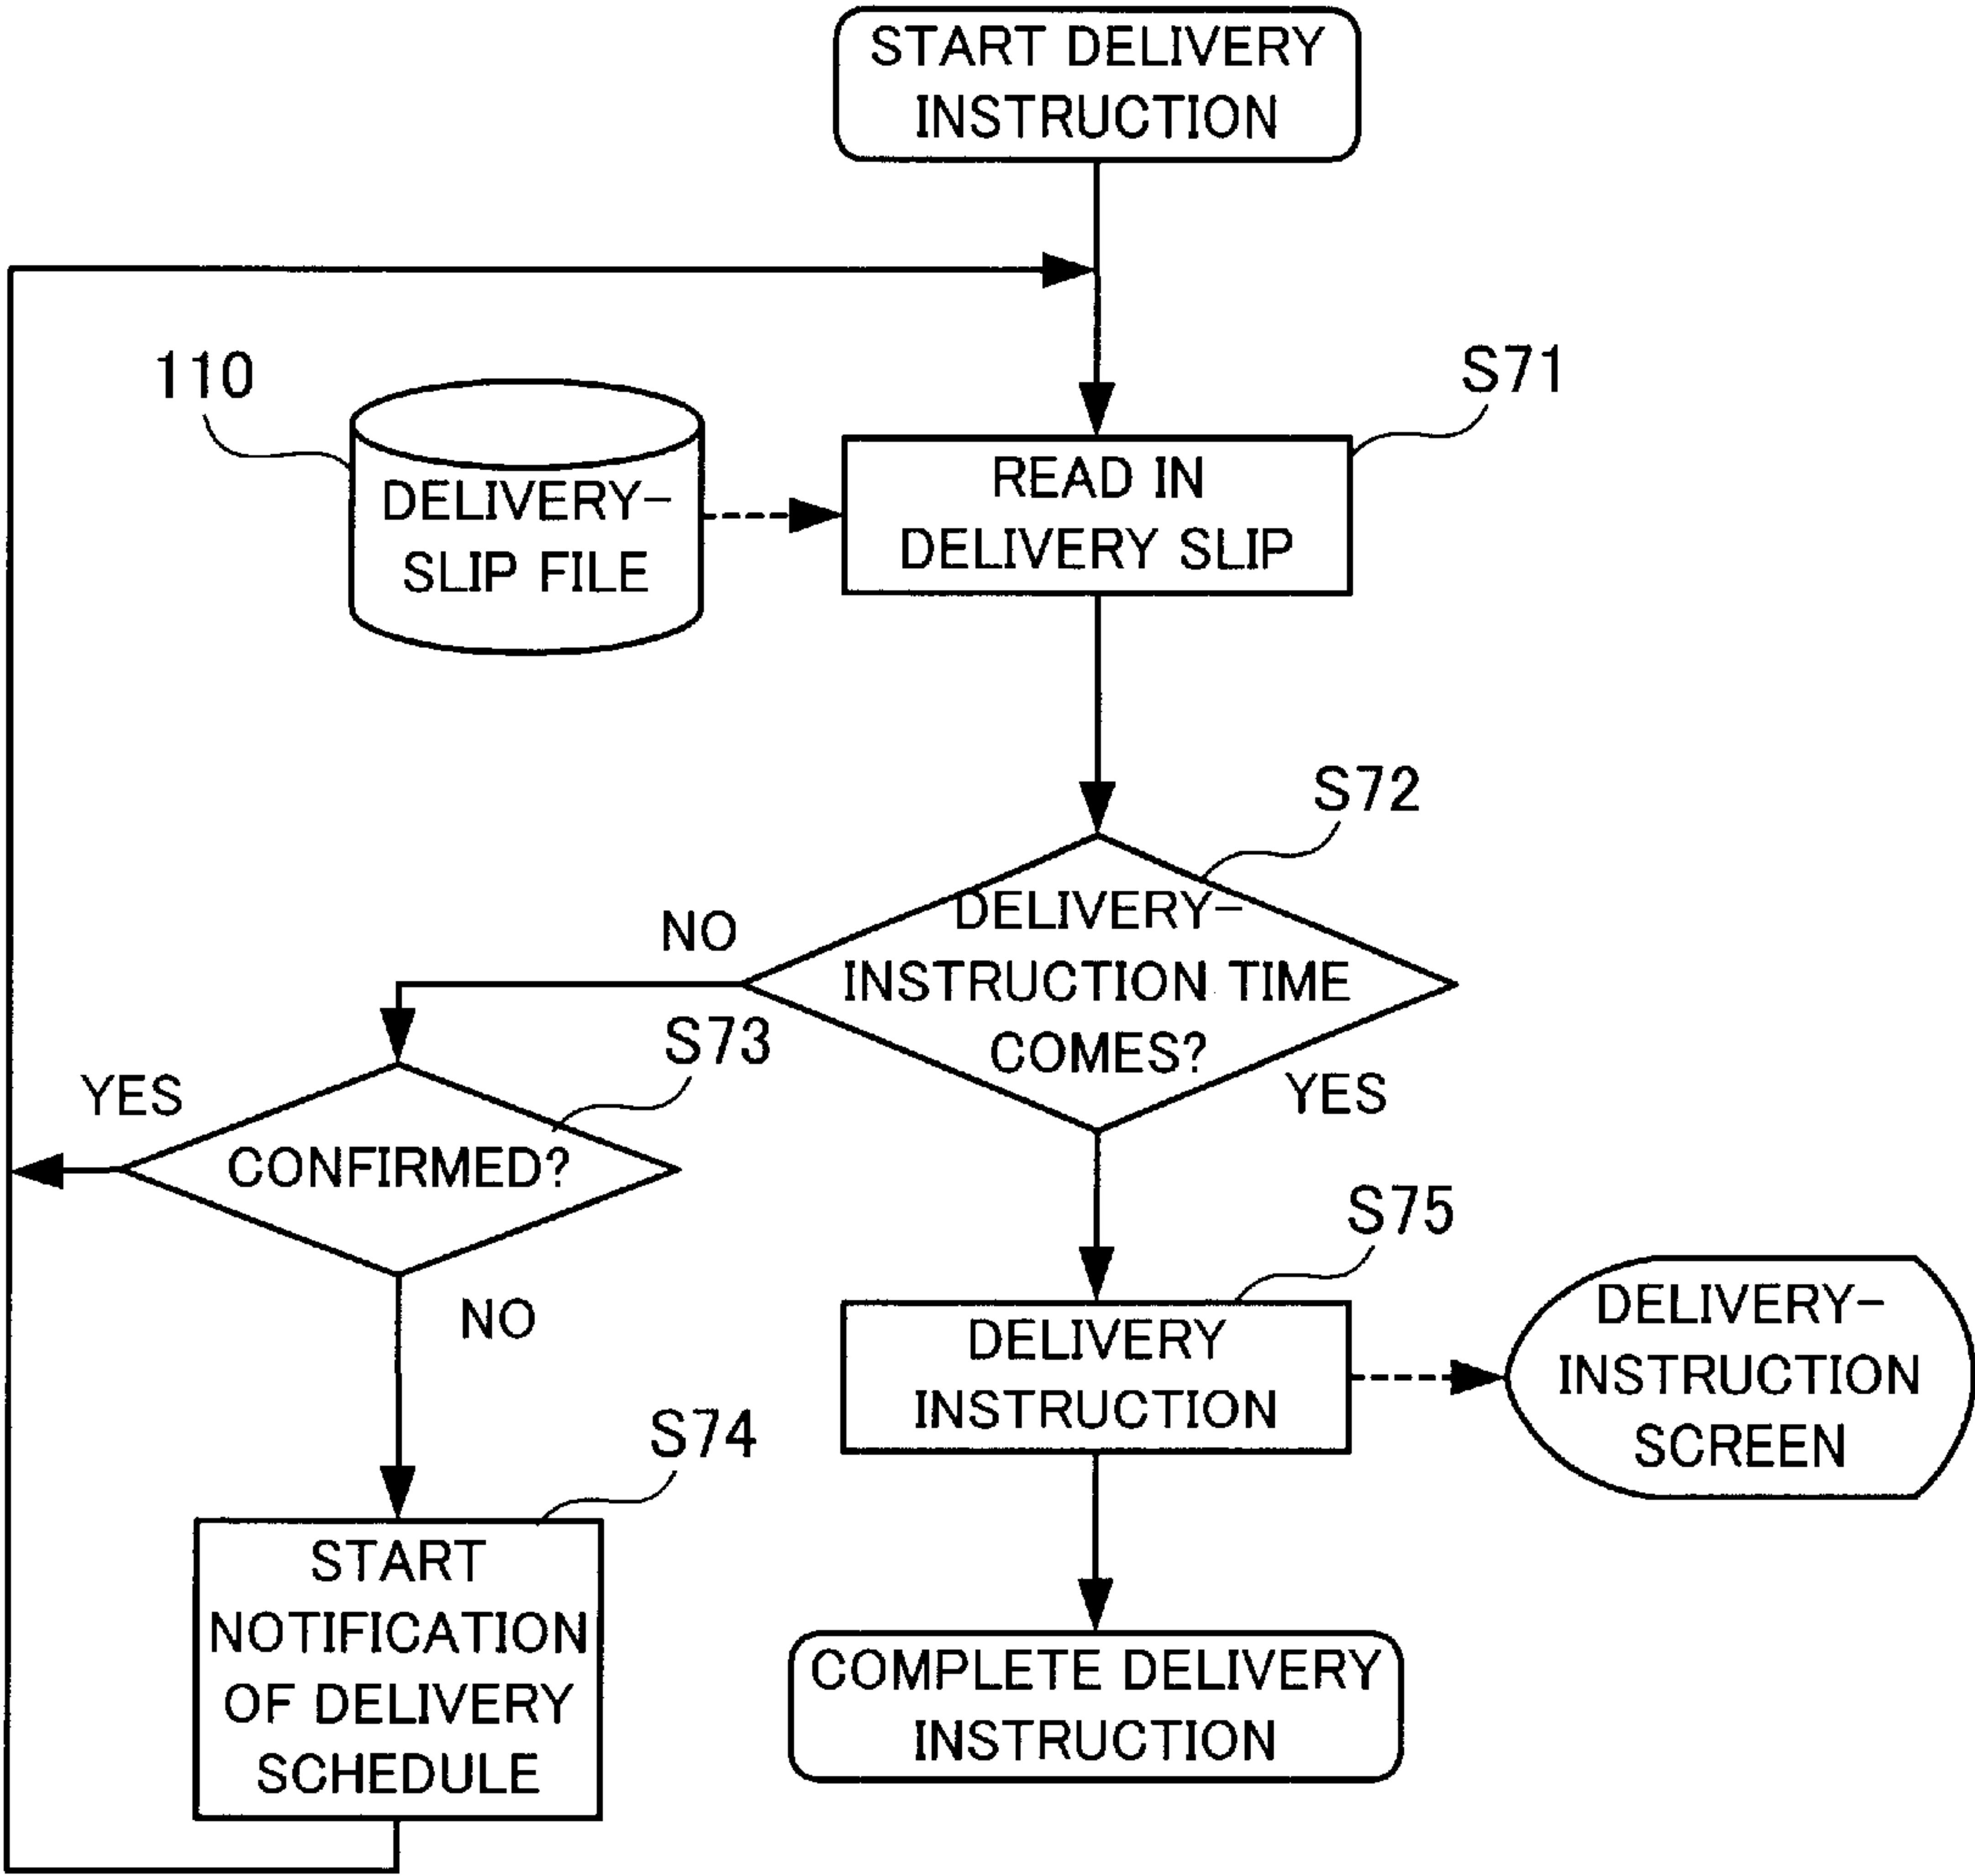 START DELIVERY
INSTRUCTION
110
DELIVERY-
SLIP FILE
S71
READ IN
DELIVERY SLIP
S72
DELIVERY-
INSTRUCTION TIME
COMES?
NO
YES
S73
CONFIRMED?
YES
NO
S74
START
NOTIFICATION
OF DELIVERY
SCHEDULE
S75
DELIVERY
INSTRUCTION
DELIVERY-
INSTRUCTION
SCREEN
COMPLETE DELIVERY
INSTRUCTION